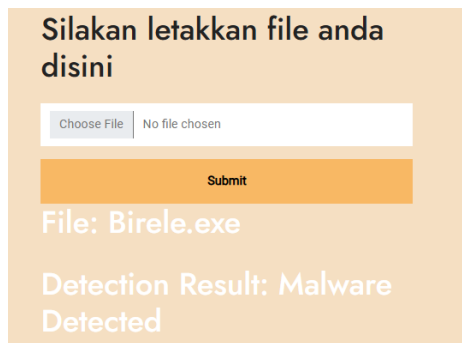 Silakan letakkan file anda
disini
Choose File No file chosen
Submit
File: Birele.exe
Detection Result: Malware
Detected